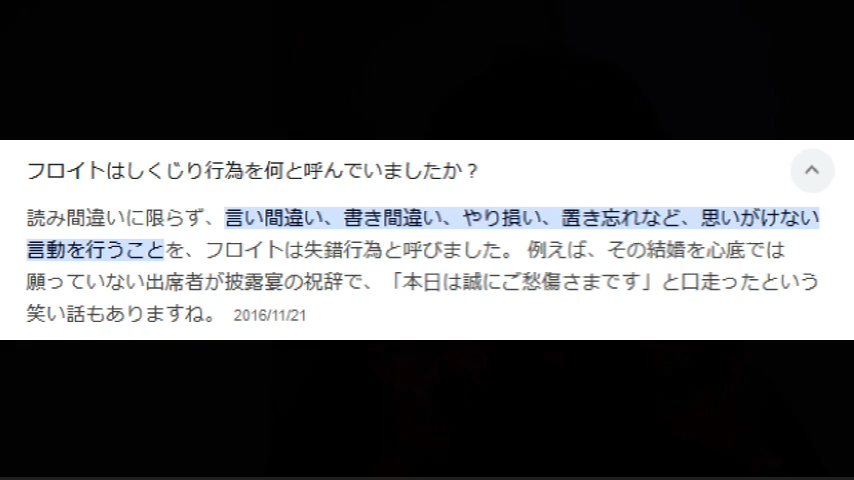 フロイトはしくじり行為を何と呼んでいましたか？
読み間違いに限らず、言い間違い、書き間違い、やり損い、置き忘れなど、思いがけない
言動を行うことを、フロイトは失錯行為と呼びました。 例えば、その結婚を心底では
願っていない出席者が披露宴の祝辞で、「本日は誠にご愁傷さまです」と口走ったという
笑い話もありますね。 2016/11/21